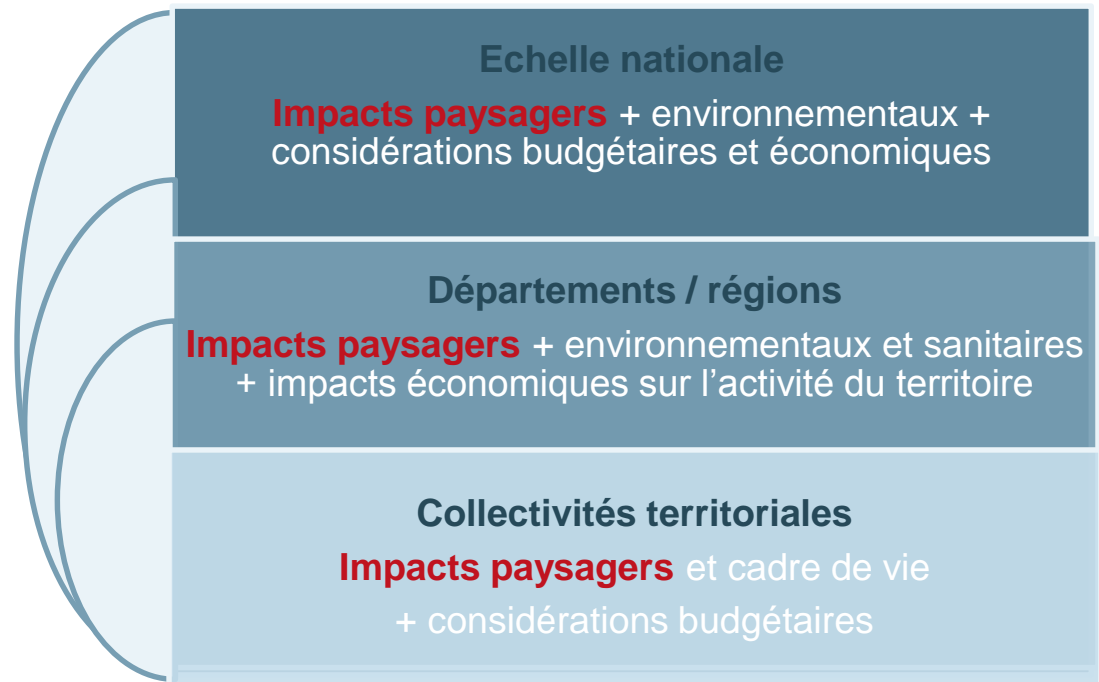 Echelle nationale
Impacts paysagers + environnementaux +
considérations budgétaires et économiques
Départements / régions
Impacts paysagers + environnementaux et sanitaires
+ impacts économiques sur l’activité du territoire
Collectivités territoriales
Impacts paysagers et cadre de vie
+ considérations budgétaires